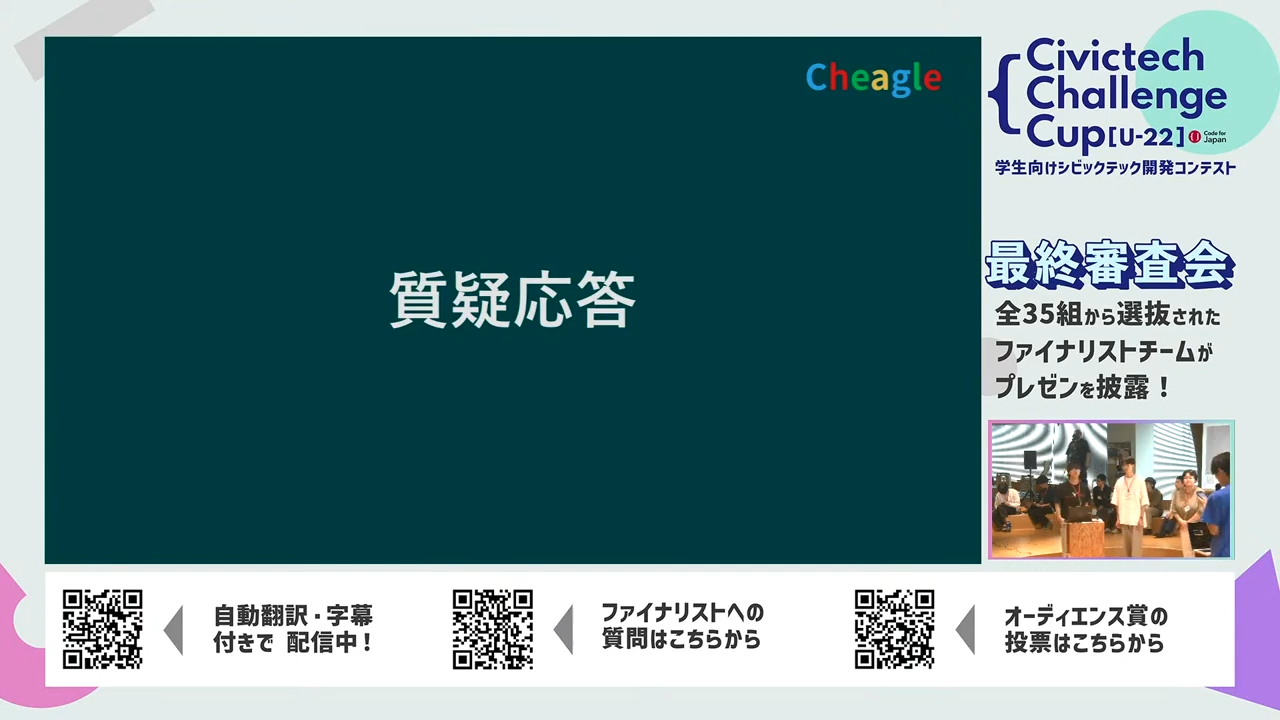 Cheagle
質疑応答
Civictech
Challenge
Cup[U-22]
Code for
Japan
学生向けシビックテック開発コンテスト
最終審査会
全35組から選抜された
ファイナリストチームが
プレゼンを披露！
自動翻訳・字幕
付きで 配信中！
ファイナリストへの
質問はこちらから
オーディエンス賞の
投票はこちらから